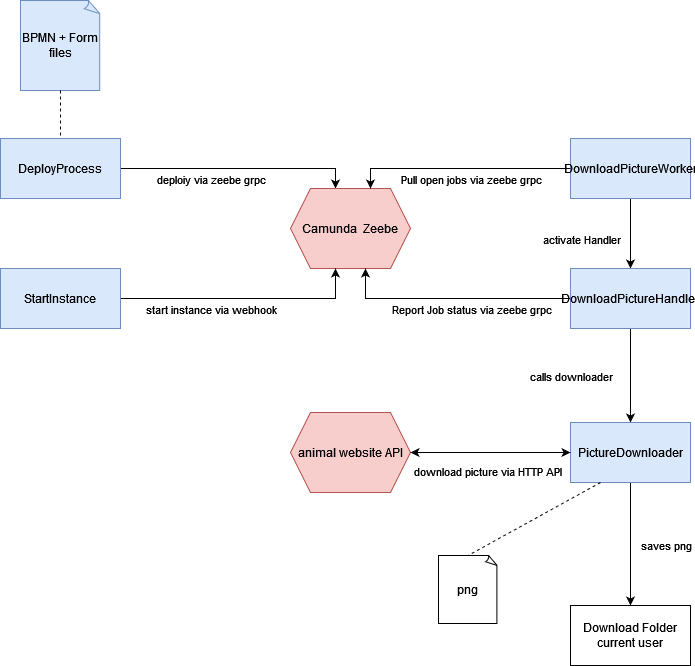 BPMN + Form
files
DeployProcess
deploiy via zeebe grpc
Pull open jobs via zeebe grpc
DownloadPictureWorker
Camunda Zeebe
activate Handler
StartInstance
start instance via webhook
Report Job status via zeebe grpc
DownloadPictureHandle
calls downloader
animal website API
download picture via HTTP API
PictureDownloader
saves png
png
Download Folder
current user